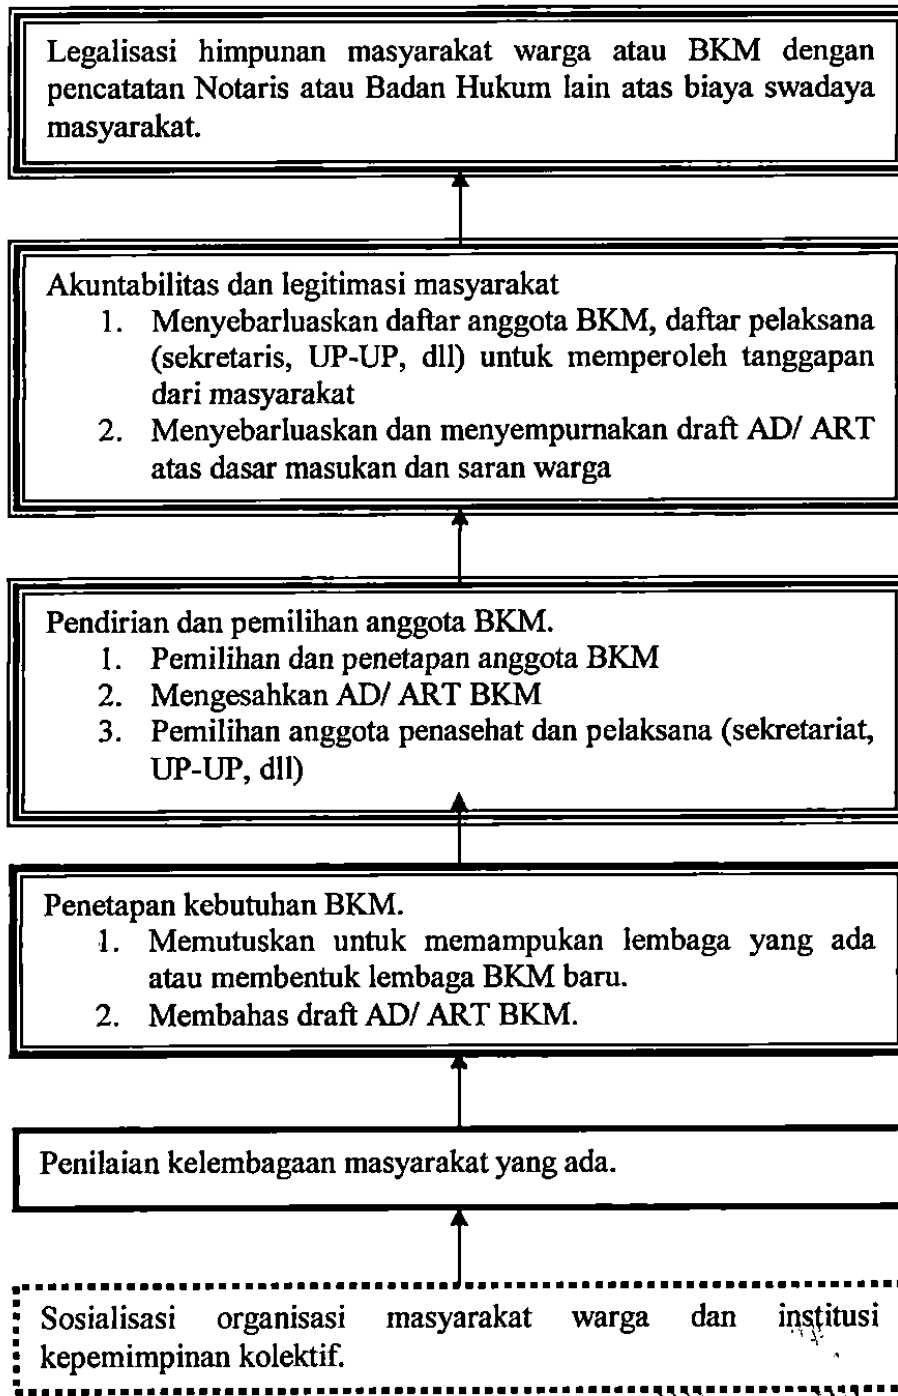 Legalisasi himpunan masyarakat warga atau BKM dengan
pencatatan Notaris atau Badan Hukum lain atas biaya swadaya
masyarakat.
Akuntabilitas dan legitimasi masyarakat
1. Menyebarluaskan daftar anggota BKM, daftar pelaksana
(sekretaris, UP-UP, dll) untuk memperoleh tanggapan
dari masyarakat
2. Menyebarluaskan dan menyempurnakan draft AD/ ART
atas dasar masukan dan saran warga
Pendirian dan pemilihan anggota BKM.
1. Pemilihan dan penetapan anggota BKM
2. Mengesahkan AD/ ART BKM
3. Pemilihan anggota penasehat dan pelaksana (sekretariat,
UP-UP, dll)
Penetapan kebutuhan BKM.
1. Memutuskan untuk memampukan lembaga yang ada
atau membentuk lembaga BKM baru.
2. Membahas draft AD/ ART BKM.
Penilaian kelembagaan masyarakat yang ada.
Sosialisasi organisasi masyarakat warga dan institusi
kepemimpinan kolektif.